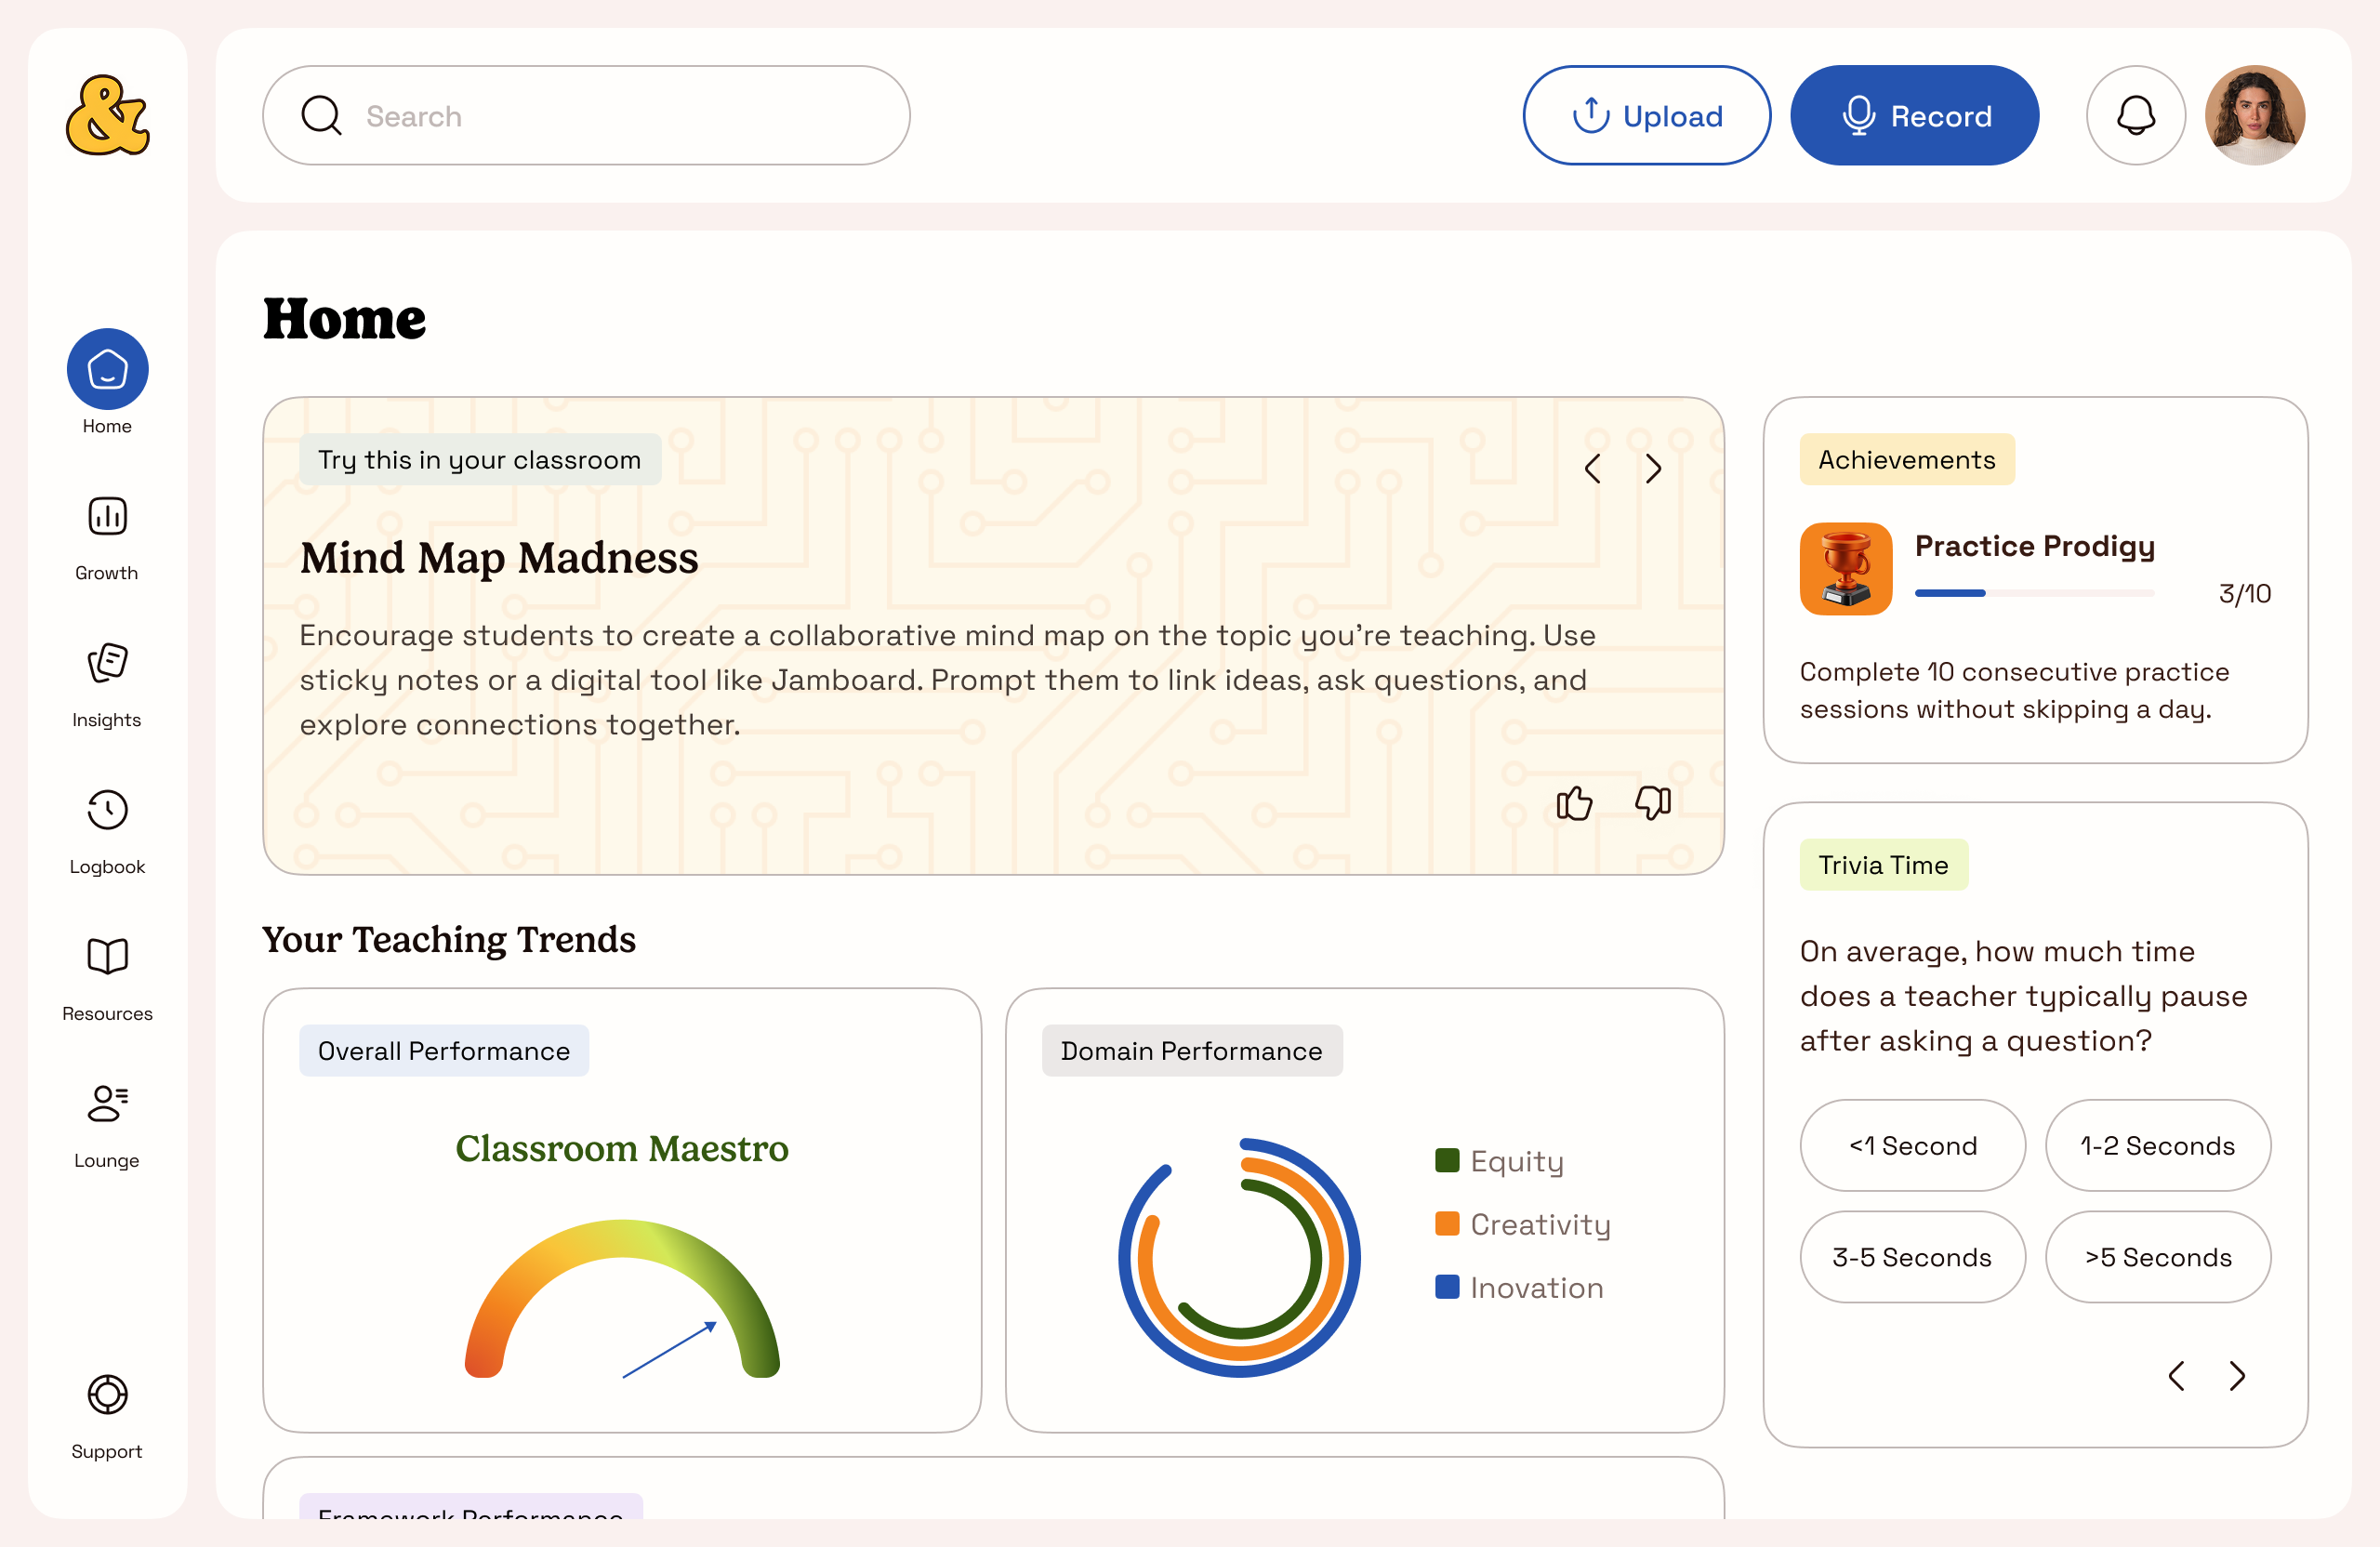 &
Search
Upload
Record
Home
Growth
Insights
Logbook
Resources
Lounge
Support
Home
Try this in your classroom
Mind Map Madness
Encourage students to create a collaborative mind map on the topic you're teaching. Use
sticky notes or a digital tool like Jamboard. Prompt them to link ideas, ask questions, and
explore connections together.
Achievements
Practice Prodigy
3/10
Complete 10 consecutive practice
sessions without skipping a day.
Your Teaching Trends
Overall Performance
Classroom Maestro
Domain Performance
Equity
Creativity
Inovation
Trivia Time
On average, how much time
does a teacher typically pause
after asking a question?
<1 Second
1-2 Seconds
3-5 Seconds
>5 Seconds
Framework Performance